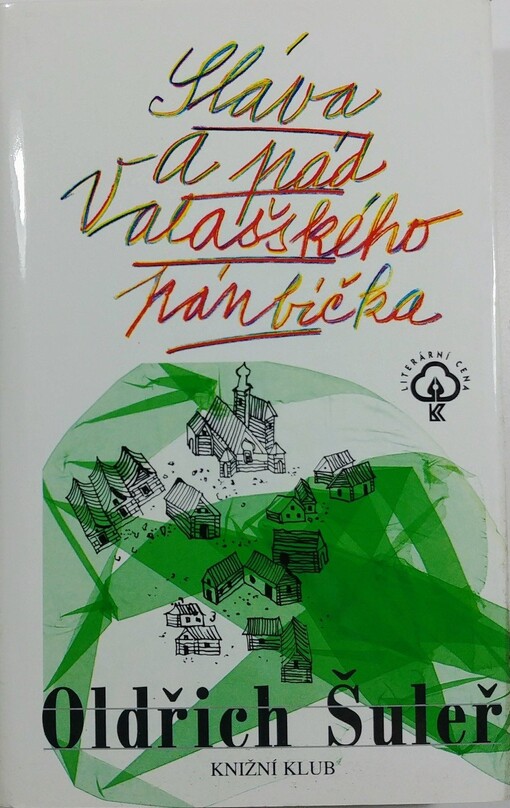 Sláva
a pád
Valašského
pánbíčka
LITERÁRNÍ CENA
K
Oldřich Šuleř
KNIŽNÍ KLUB